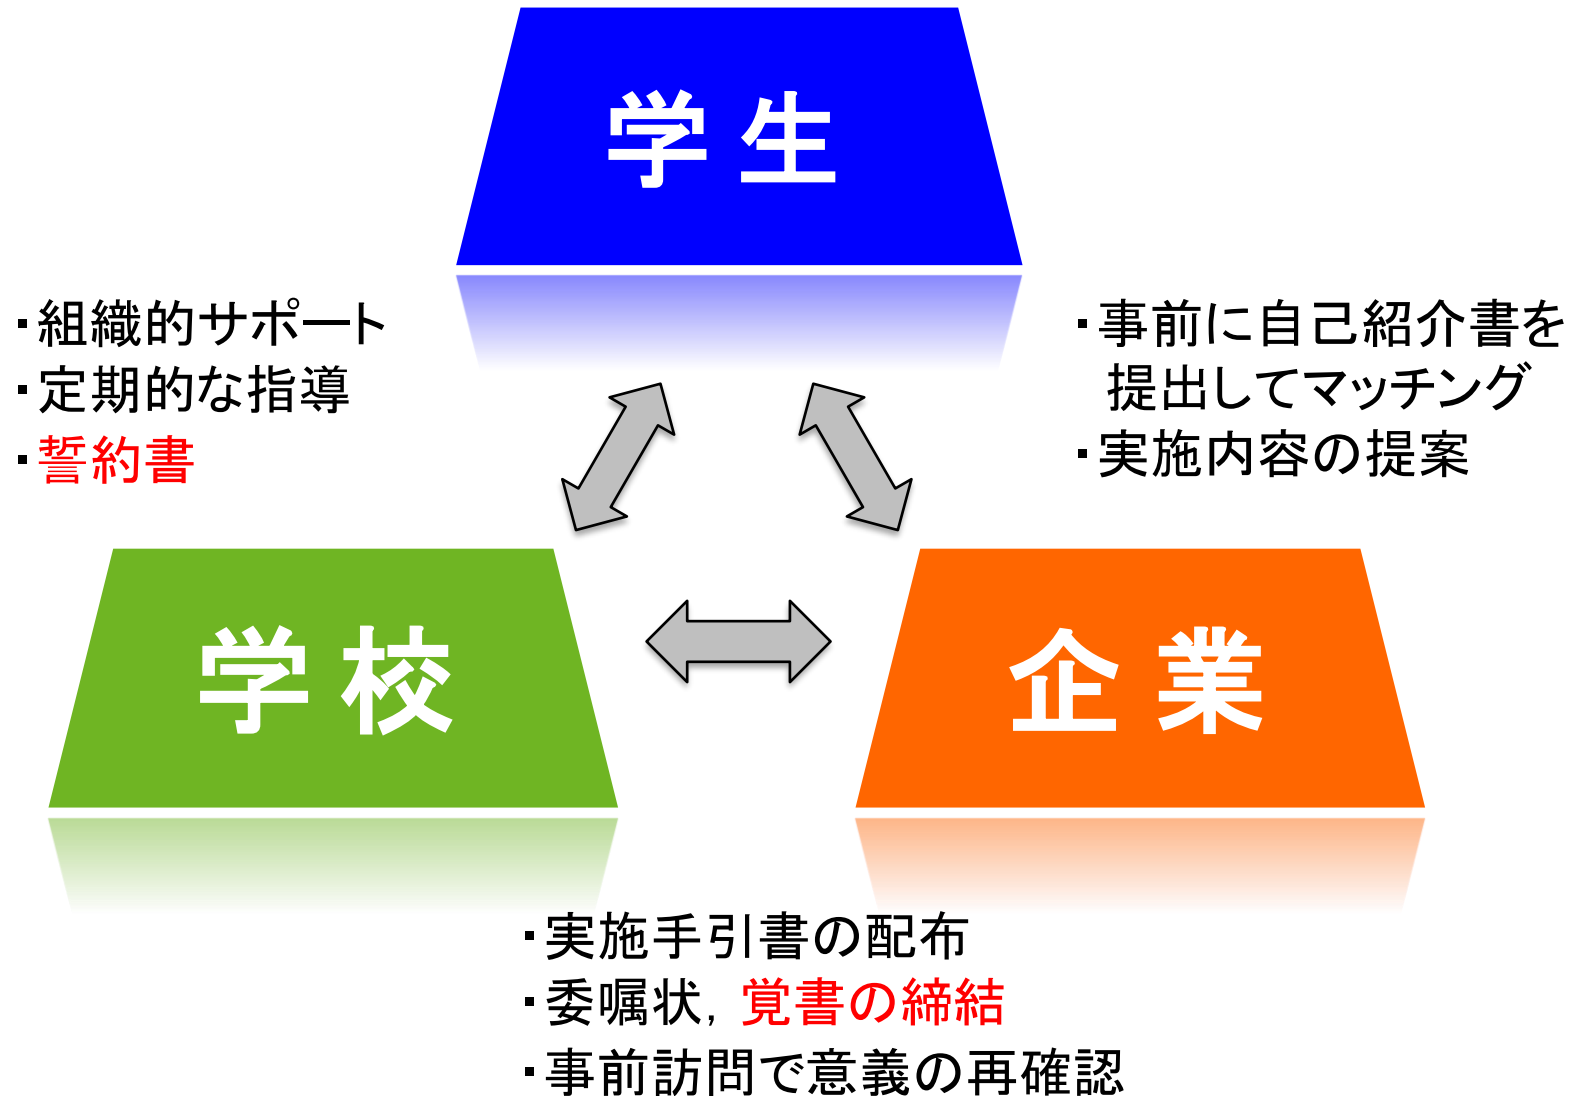 学生
・組織的サポート
・定期的な指導
・誓約書
・事前に自己紹介書を
提出してマッチング
・実施内容の提案
学校
企業
・実施手引書の配布
・委嘱状，覚書の締結
・事前訪問で意義の再確認